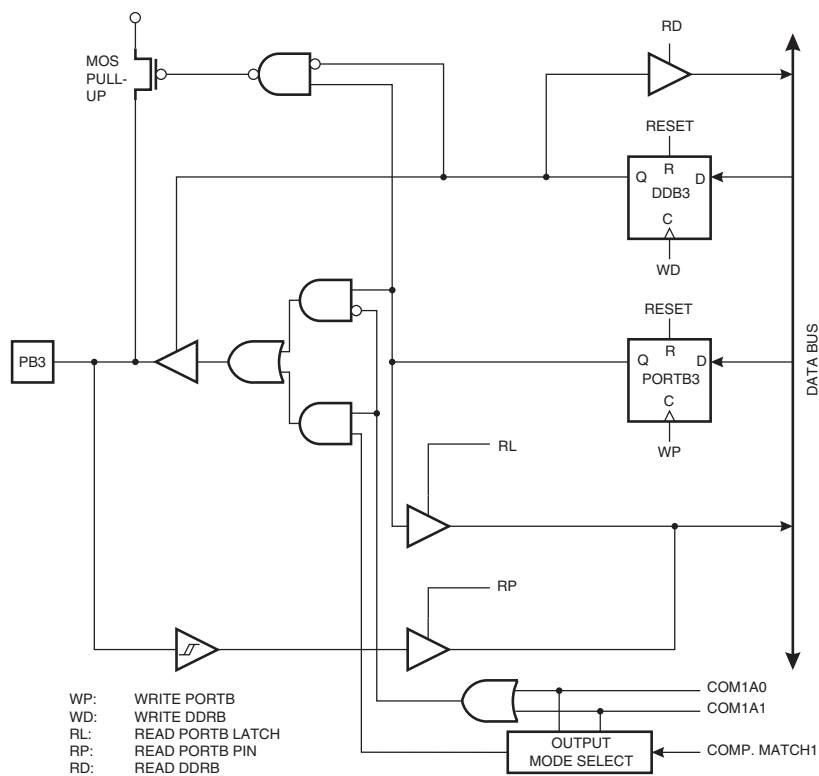 RD
MOS
PULL-
UP
RESET
R
Q
D
DDB3
C
WD
RESET
R
Q
D
PORTB3
C
WP
PB3
DATA BUS
RL
RP
COM1A0
COM1A1
OUTPUT
MODE SELECT
COMP. MATCH1
WP: WRITE PORTB
WD: WRITE DDRB
RL: READ PORTB LATCH
RP: READ PORTB PIN
RD: READ DDRB